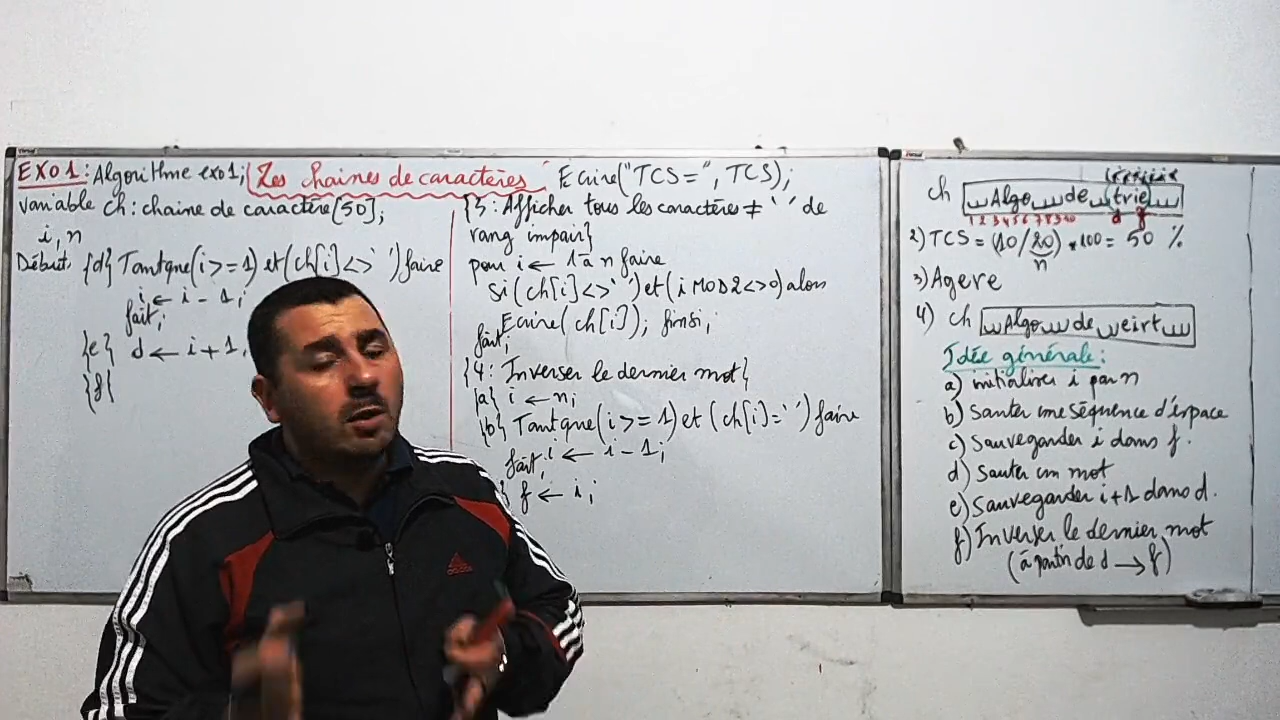 EXO1: Algorithme exo1; Les chaines de caractères
variable ch: chaine de caractère[50];
i, n
Début {d} Tantque(i>=1) et (ch[i]<>' ') faire
i ← i - 1;
fait;
{e} d ← i + 1,
{f}
Ecrire("TCS=", TCS);
{3: Afficher tous les caractères ≠ ' ' de
rang impair}
pour i ← 1 à n faire
Si (ch[i]<>' ') et (i MOD 2<>0) alors
Ecrire(ch[i]); finsi;
fait;
{4: Inverser le dernier mot}
{a} i ← n;
{b} Tantque(i>=1) et (ch[i]=' ') faire
i ← i - 1;
fait;
} f ← i;
ch ␣Algo␣␣de␣(trie)␣␣
1 2 3 4 5 6 7 8 9 10 d f
2) TCS = (10/20) * 100 = 50 %
n
3) Agere
4) ch ␣Algo␣␣de␣eirt␣␣
Idée générale:
a) initialiser i par n
b) Sauter une séquence d'espace
c) Sauvegarder i dans f.
d) Sauter un mot
e) Sauvegarder i+1 dans d.
f) Inverser le dernier mot
(à partir de d → f)